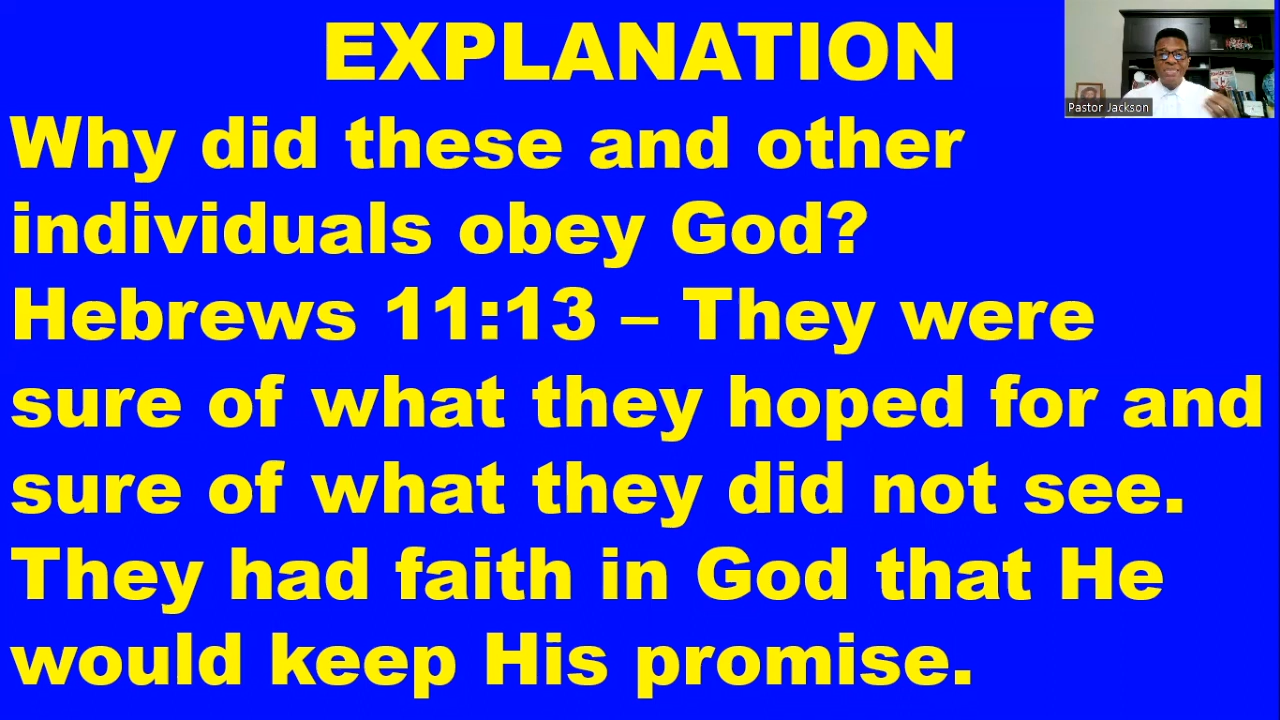 EXPLANATION
Pastor Jackson
Why did these and other
individuals obey God?
Hebrews 11:13 – They were
sure of what they hoped for and
sure of what they did not see.
They had faith in God that He
would keep His promise.